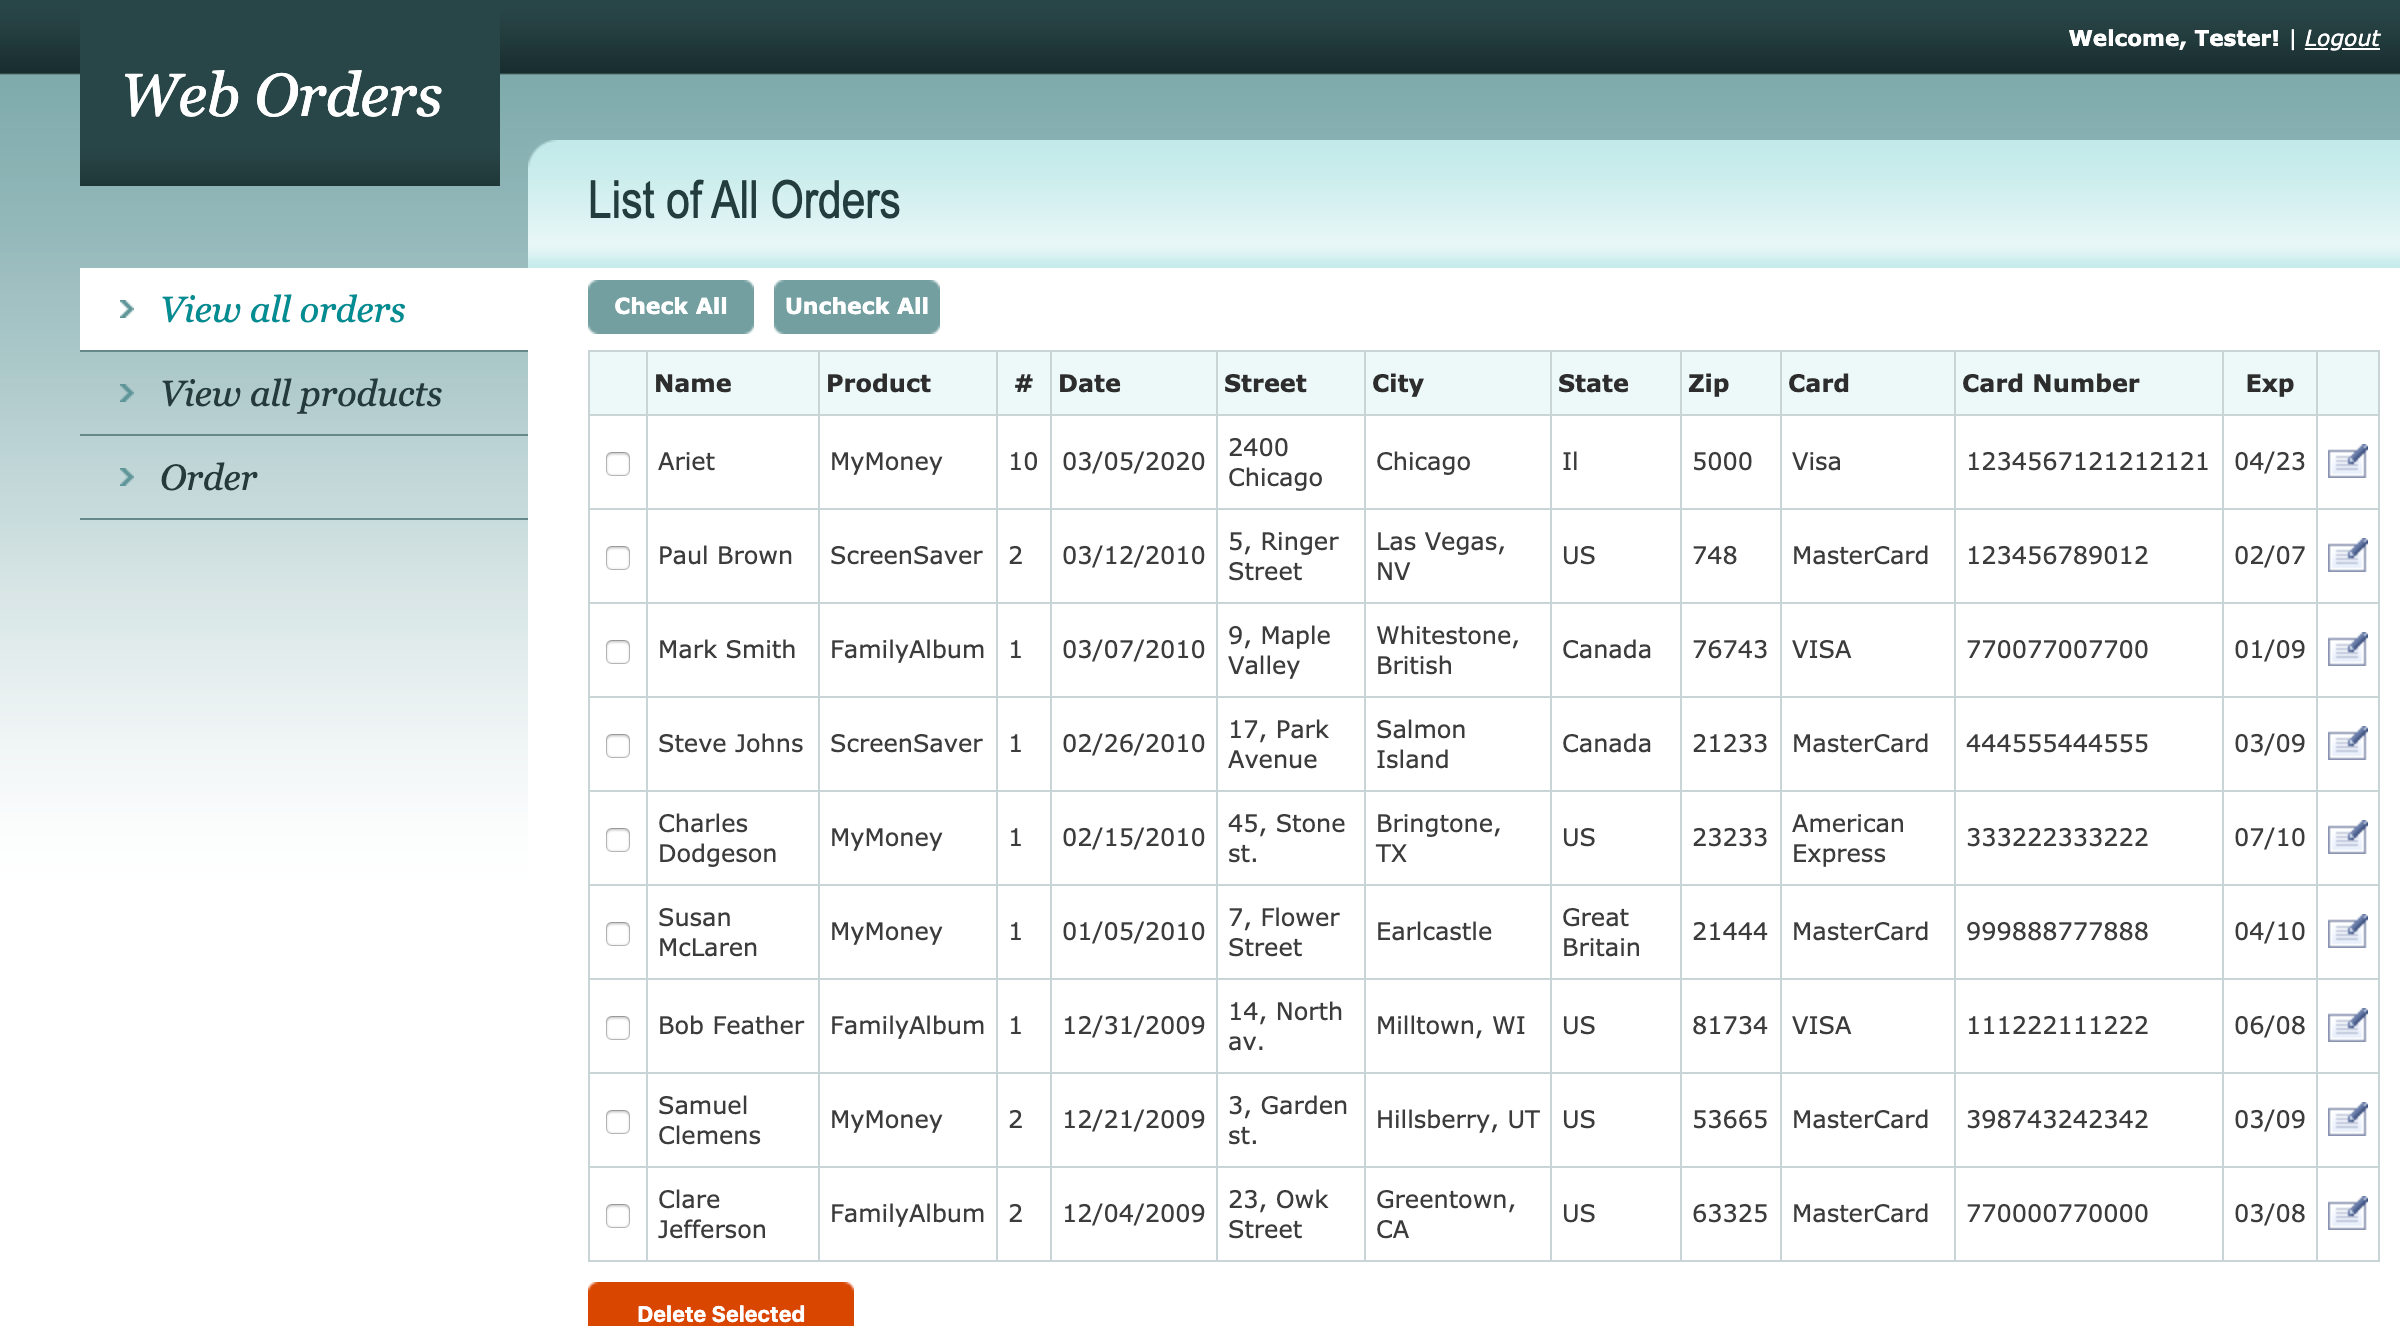 Welcome, Tester! | Logout
Web Orders
List of All Orders
View all orders
View all products
Order
Check All Uncheck All
Name Product # Date Street City State Zip Card Card Number Exp
Ariet MyMoney 10 03/05/2020 2400 Chicago Chicago Il 5000 Visa 1234567121212121 04/23
Paul Brown ScreenSaver 2 03/12/2010 5, Ringer Street Las Vegas, NV US 748 MasterCard 123456789012 02/07
Mark Smith FamilyAlbum 1 03/07/2010 9, Maple Valley Whitestone, British Canada 76743 VISA 770077007700 01/09
Steve Johns ScreenSaver 1 02/26/2010 17, Park Avenue Salmon Island Canada 21233 MasterCard 444555444555 03/09
Charles Dodgeson MyMoney 1 02/15/2010 45, Stone st. Bringtone, TX US 23233 American Express 333222333222 07/10
Susan McLaren MyMoney 1 01/05/2010 7, Flower Street Earlcastle Great Britain 21444 MasterCard 999888777888 04/10
Bob Feather FamilyAlbum 1 12/31/2009 14, North av. Milltown, WI US 81734 VISA 111222111222 06/08
Samuel Clemens MyMoney 2 12/21/2009 3, Garden st. Hillsberry, UT US 53665 MasterCard 398743242342 03/09
Clare Jefferson FamilyAlbum 2 12/04/2009 23, Owk Street Greentown, CA US 63325 MasterCard 770000770000 03/08
Delete Selected